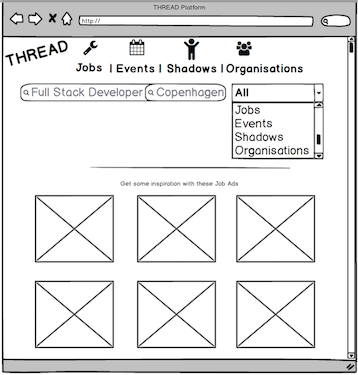 THREAD Platform
http://
THREAD
Jobs | Events | Shadows | Organisations
Full Stack Developer Copenhagen All
Jobs
Events
Shadows
Organisations
Get some inspiration with these Job Ads